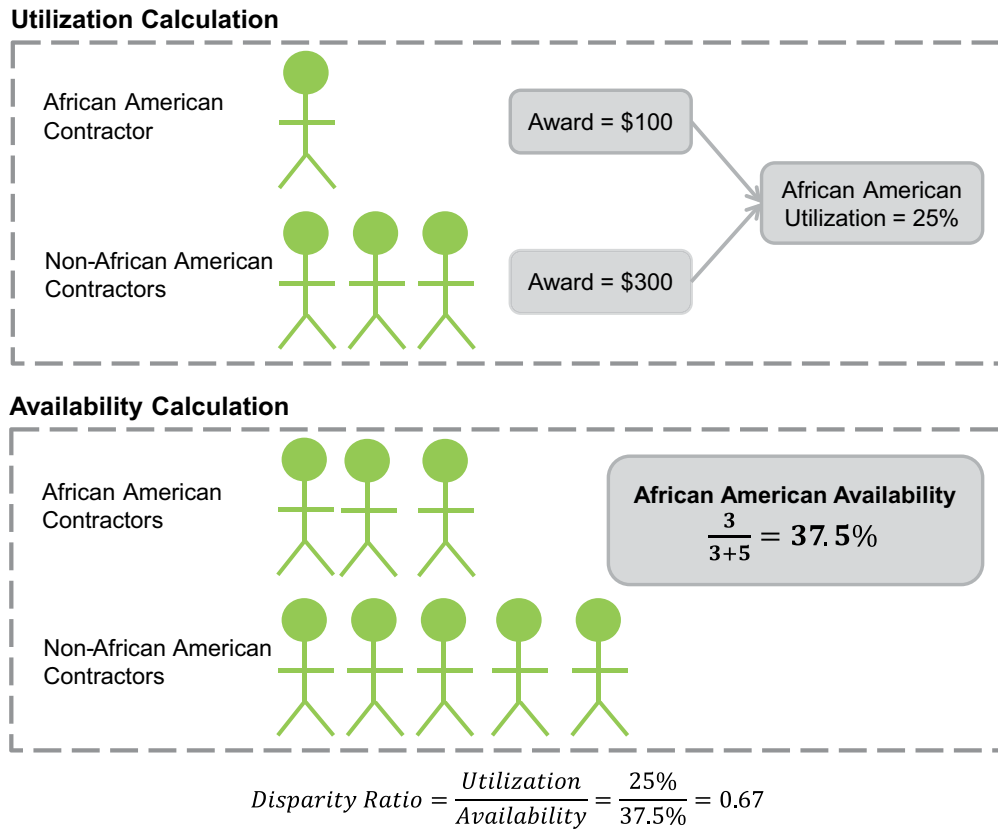 Utilization Calculation
African American
Contractor
Award = $100
African American
Utilization = 25%
Non-African American
Contractors
Award = $300
Availability Calculation
African American
Contractors
African American Availability
3
3+5
= 37.5%
Non-African American
Contractors
Disparity Ratio = Utilization / Availability = 25% / 37.5% = 0.67